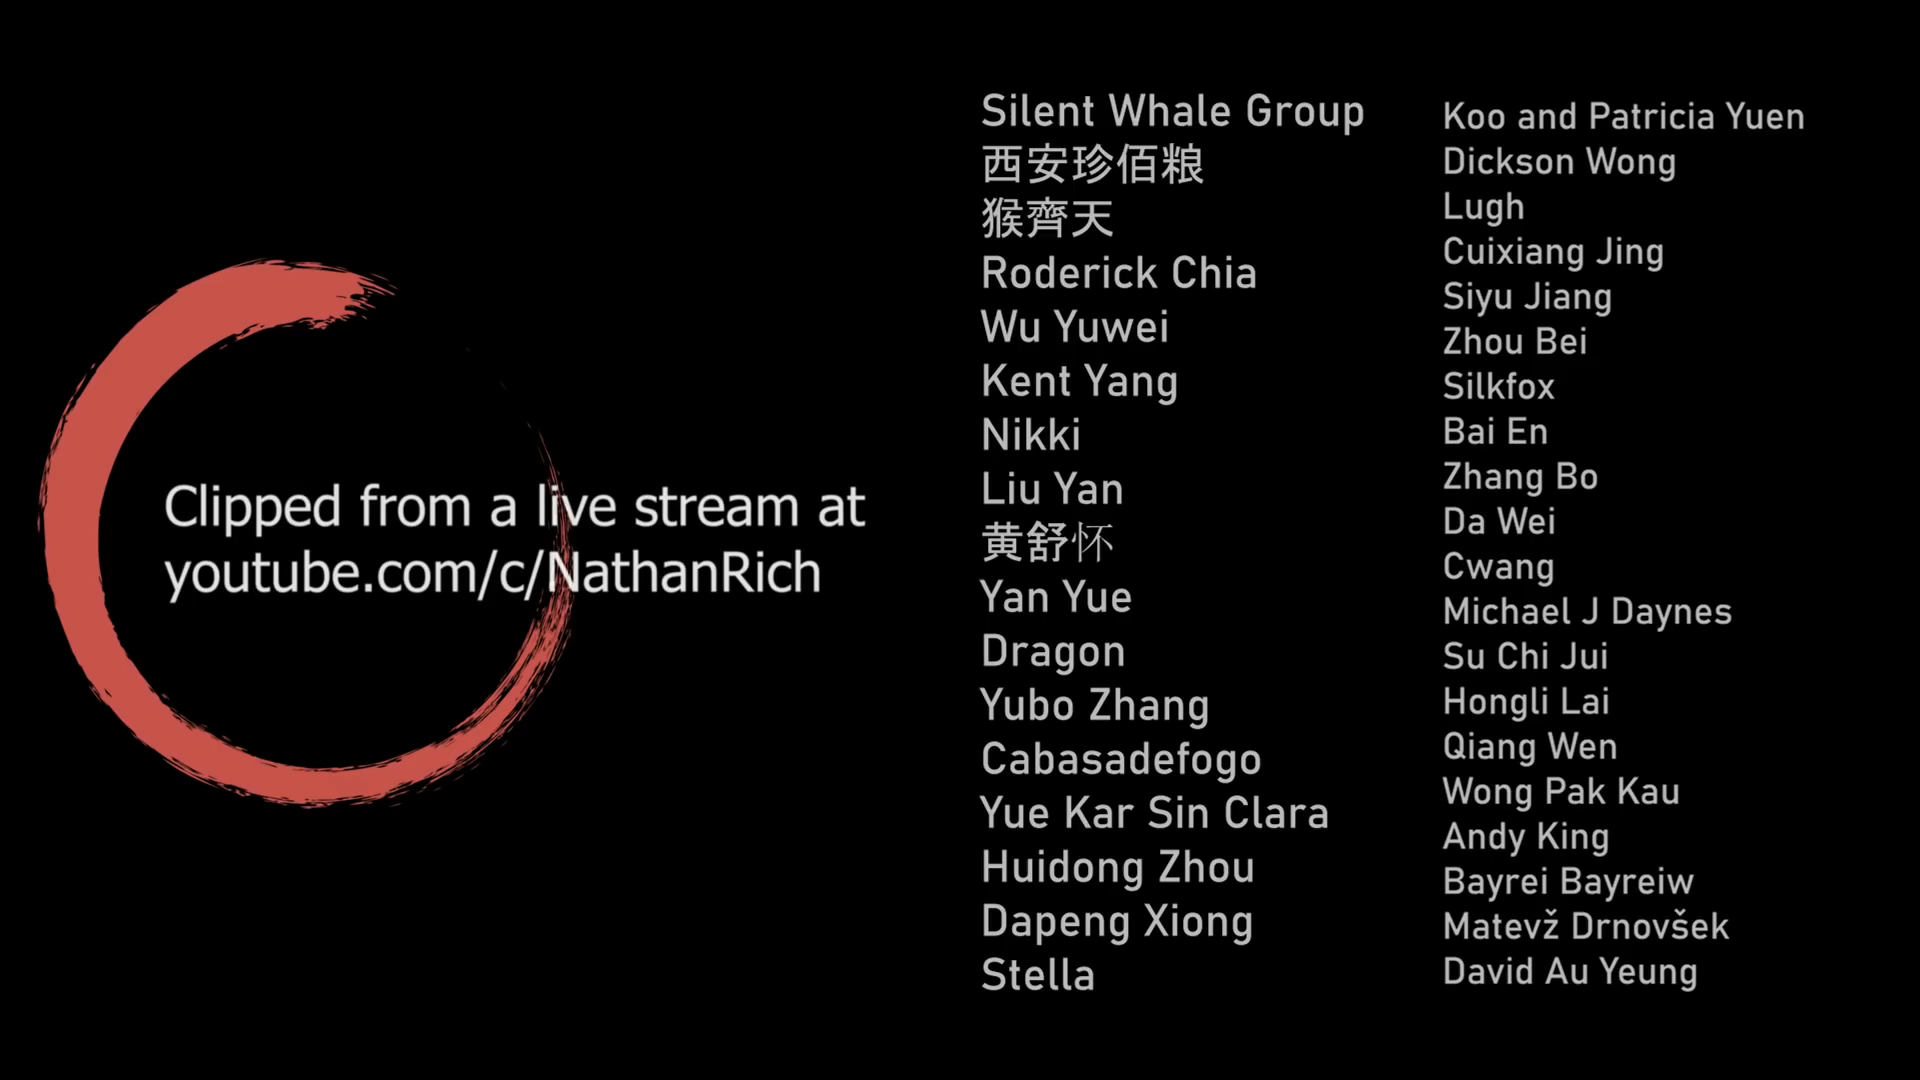 Clipped from a live stream at
youtube.com/c/NathanRich
Silent Whale Group
西安珍佰粮
猴齊天
Roderick Chia
Wu Yuwei
Kent Yang
Nikki
Liu Yan
黄舒怀
Yan Yue
Dragon
Yubo Zhang
Cabasadefogo
Yue Kar Sin Clara
Huidong Zhou
Dapeng Xiong
Stella
Koo and Patricia Yuen
Dickson Wong
Lugh
Cuixiang Jing
Siyu Jiang
Zhou Bei
Silkfox
Bai En
Zhang Bo
Da Wei
Cwang
Michael J Daynes
Su Chi Jui
Hongli Lai
Qiang Wen
Wong Pak Kau
Andy King
Bayrei Bayreiw
Matevž Drnovšek
David Au Yeung